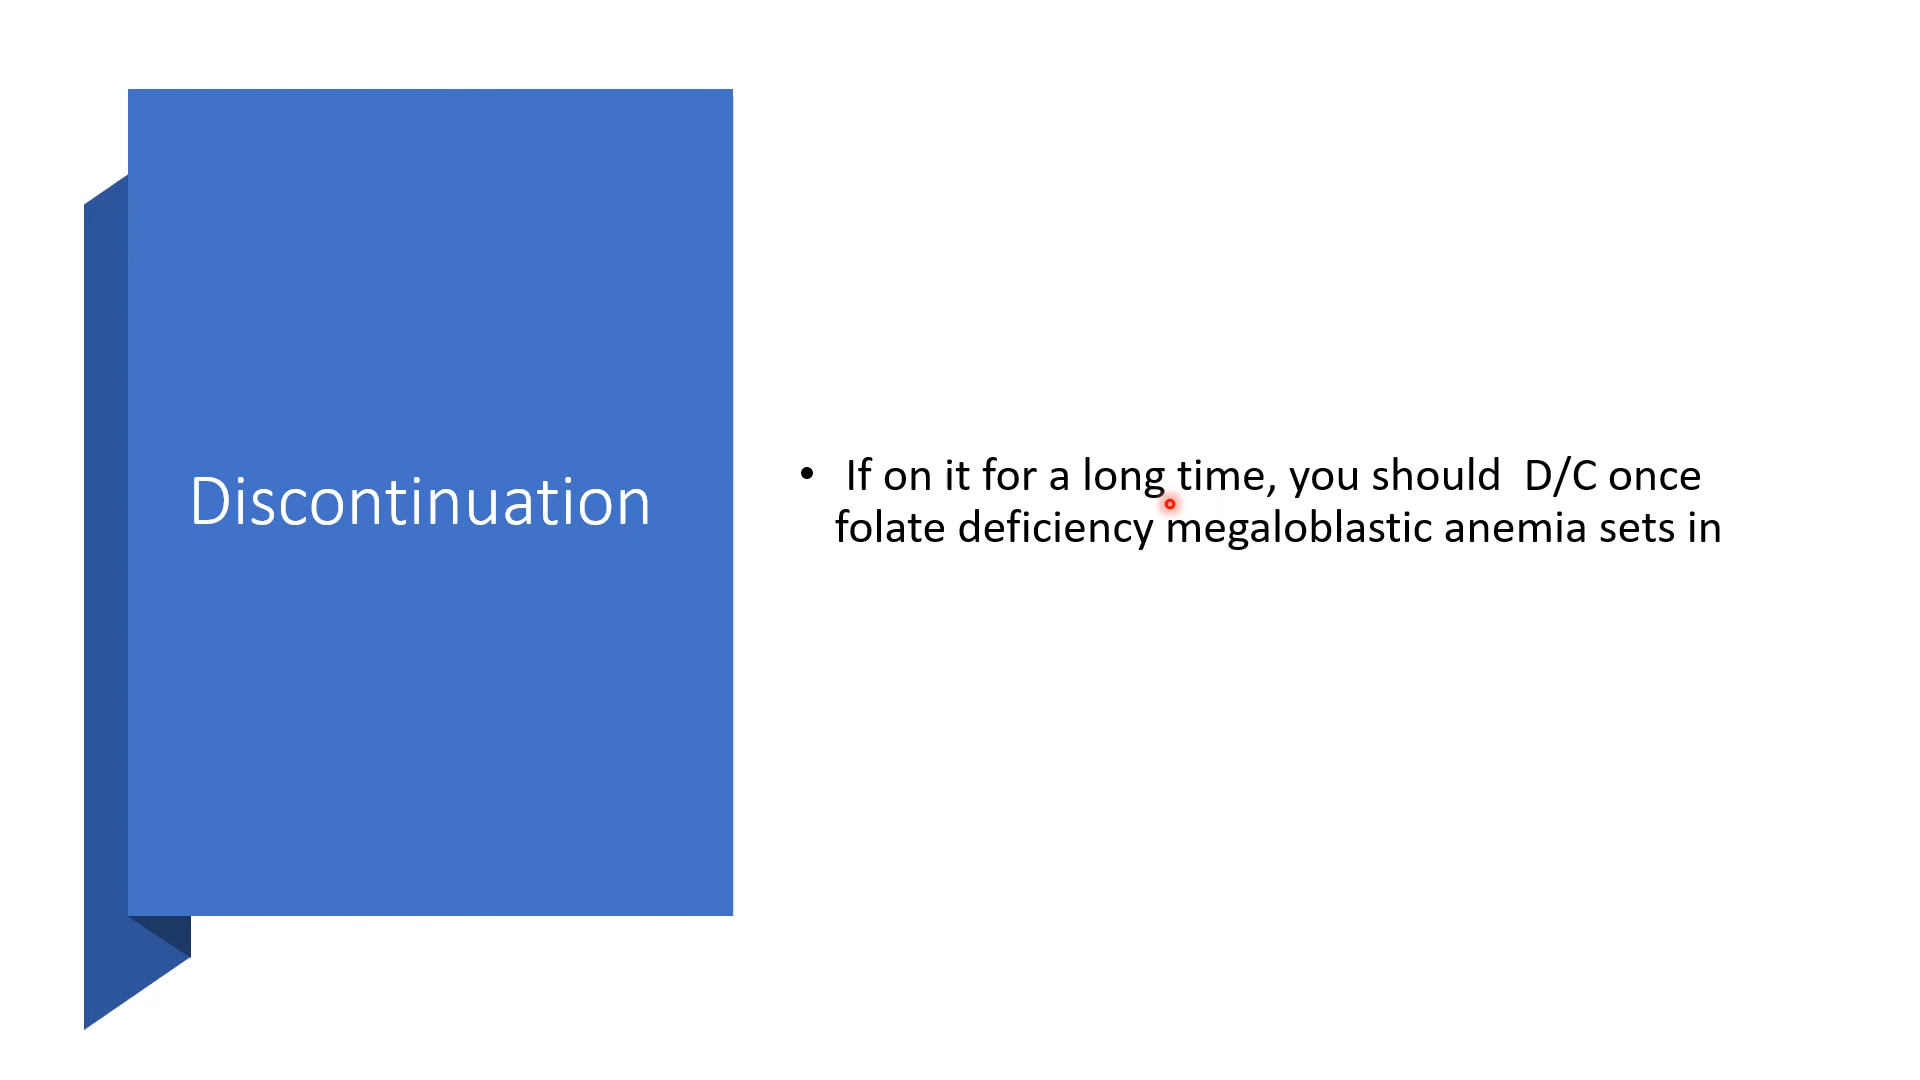 Discontinuation
• If on it for a long time, you should  D/C once
folate deficiency megaloblastic anemia sets in